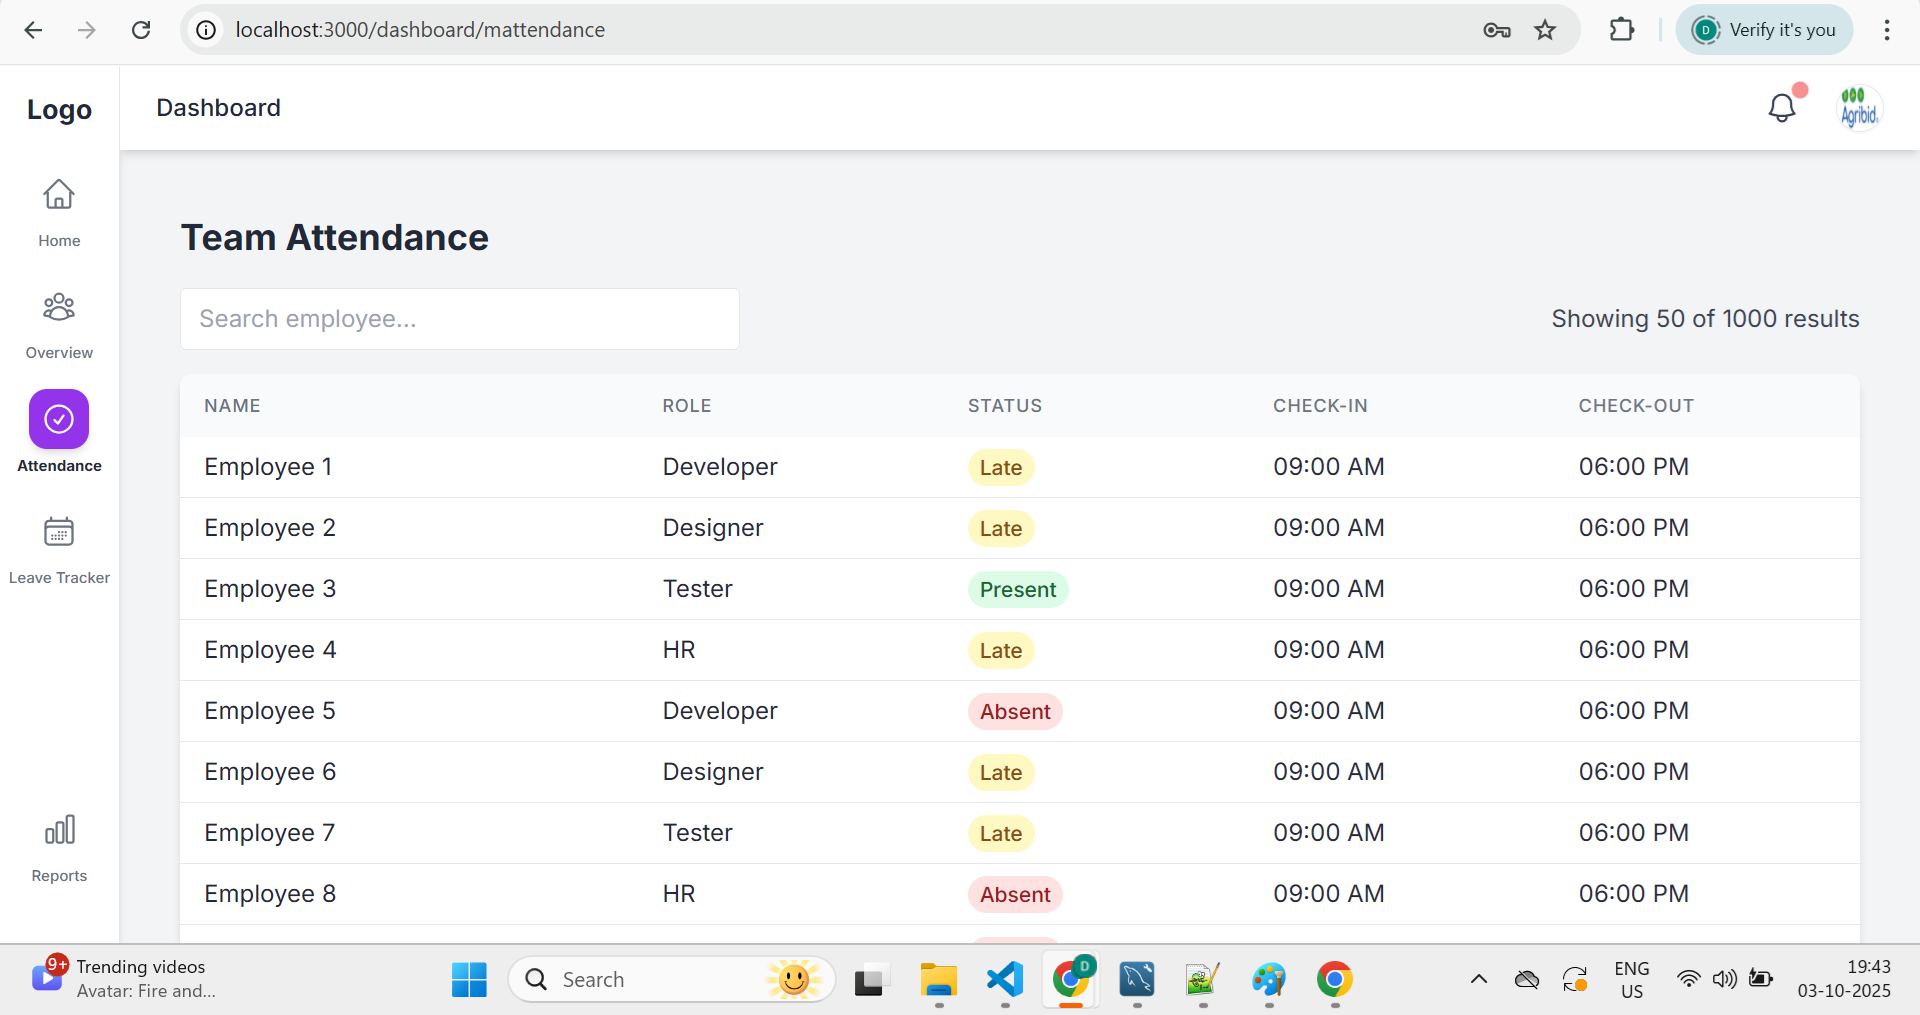 localhost:3000/dashboard/mattendance
D
Verify it's you
Logo
Dashboard
Agribid
Home
Overview
Attendance
Leave Tracker
Reports
Team Attendance
Search employee...
Showing 50 of 1000 results
NAME ROLE STATUS CHECK-IN CHECK-OUT
Employee 1 Developer Late 09:00 AM 06:00 PM
Employee 2 Designer Late 09:00 AM 06:00 PM
Employee 3 Tester Present 09:00 AM 06:00 PM
Employee 4 HR Late 09:00 AM 06:00 PM
Employee 5 Developer Absent 09:00 AM 06:00 PM
Employee 6 Designer Late 09:00 AM 06:00 PM
Employee 7 Tester Late 09:00 AM 06:00 PM
Employee 8 HR Absent 09:00 AM 06:00 PM
9+
Trending videos
Avatar: Fire and...
Search
D
ENG
US
19:43
03-10-2025